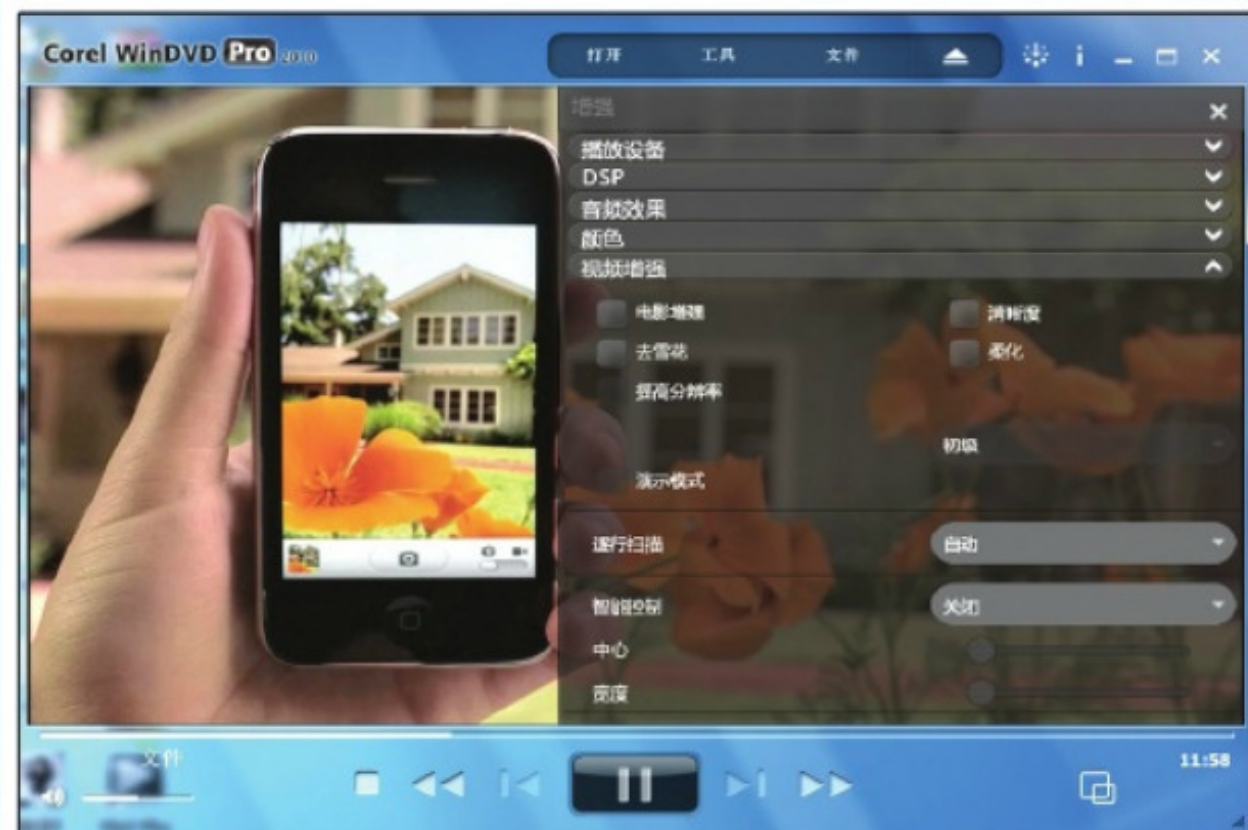 Corel WinDVD Pro 2010
打开 工具 文件
增强
播放设备
DSP
音频效果
颜色
视频增强
电影增强 清晰度
去雪花 柔化
提高分辨率
初级
演示模式
逐行扫描 自动
智能控制 关闭
中心
宽度
文件
11:58